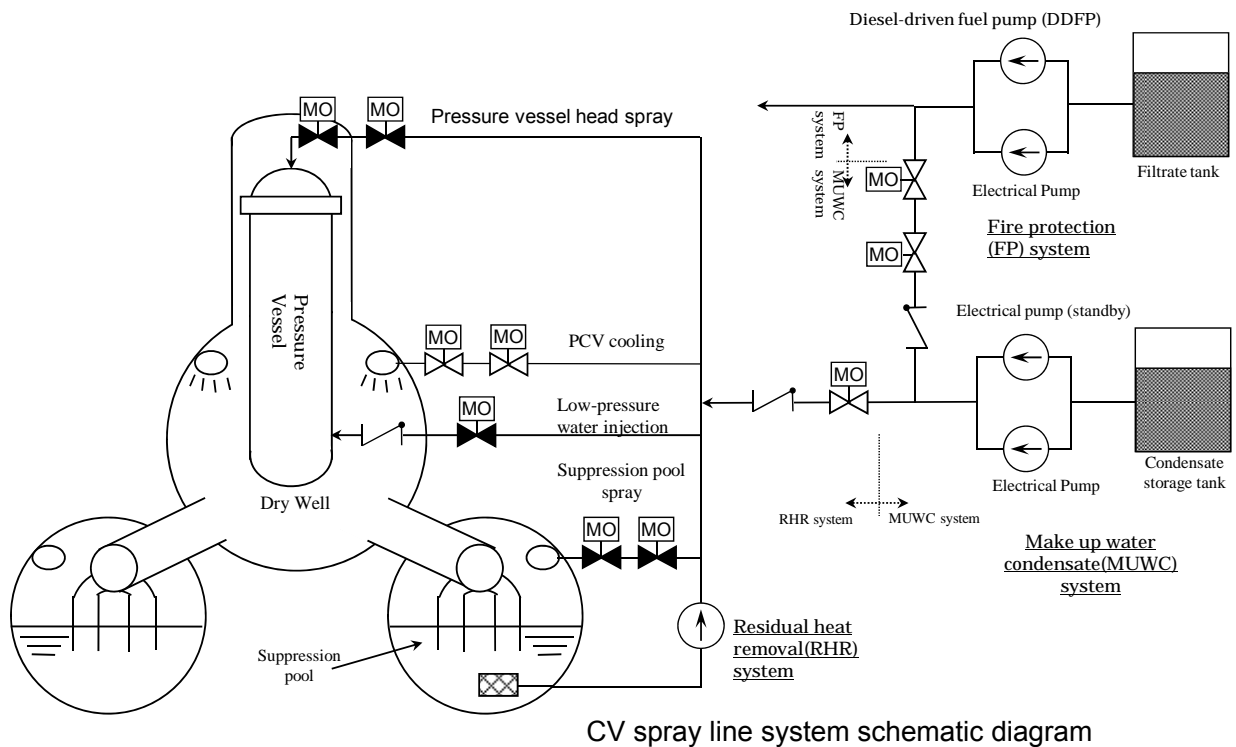 Diesel-driven fuel pump (DDFP)
MO
MO
Pressure vessel head spray
FP
system
MUWC
system
MO
Electrical Pump
Filtrate tank
Fire protection
(FP) system
MO
Pressure
Vessel
Electrical pump (standby)
MO
MO
PCV cooling
MO
Low-pressure
water injection
MO
Suppression pool
spray
Dry Well
Electrical Pump
Condensate
storage tank
RHR system
MUWC system
MO
MO
Make up water
condensate(MUWC)
system
Residual heat
removal(RHR)
system
Suppression
pool
CV spray line system schematic diagram